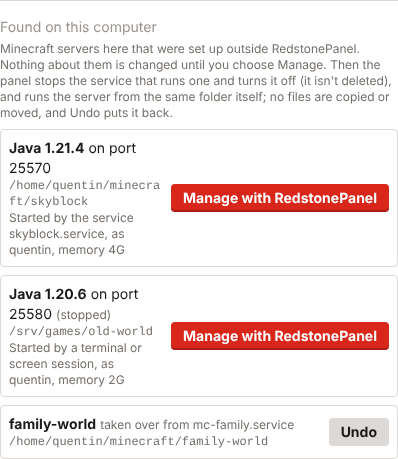 Found on this computer
Minecraft servers here that were set up outside RedstonePanel.
Nothing about them is changed until you choose Manage. Then the
panel stops the service that runs one and turns it off (it isn't deleted),
and runs the server from the same folder itself; no files are copied or
moved, and Undo puts it back.
Java 1.21.4 on port
25570
/home/quentin/minecra
ft/skyblock
Started by the service
skyblock.service, as
quentin, memory 4G
Manage with RedstonePanel
Java 1.20.6 on port
25580 (stopped)
/srv/games/old-world
Started by a terminal or
screen session, as
quentin, memory 2G
Manage with RedstonePanel
family-world taken over from mc-family.service
/home/quentin/minecraft/family-world
Undo